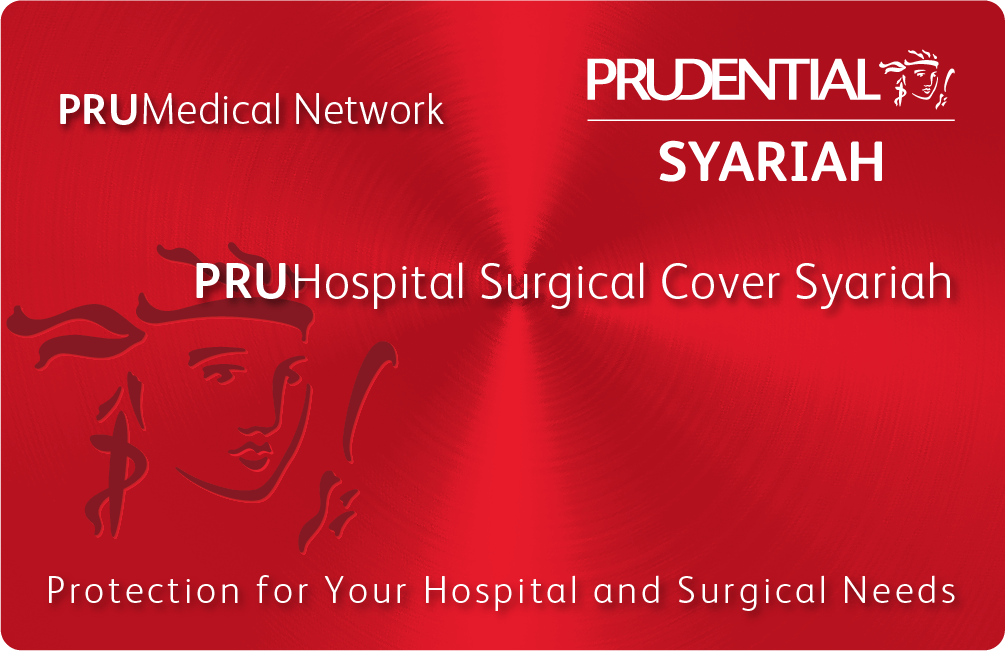 PRUMedical Network
PRUDENTIAL
SYARIAH
PRUHospital Surgical Cover Syariah
Protection for Your Hospital and Surgical Needs